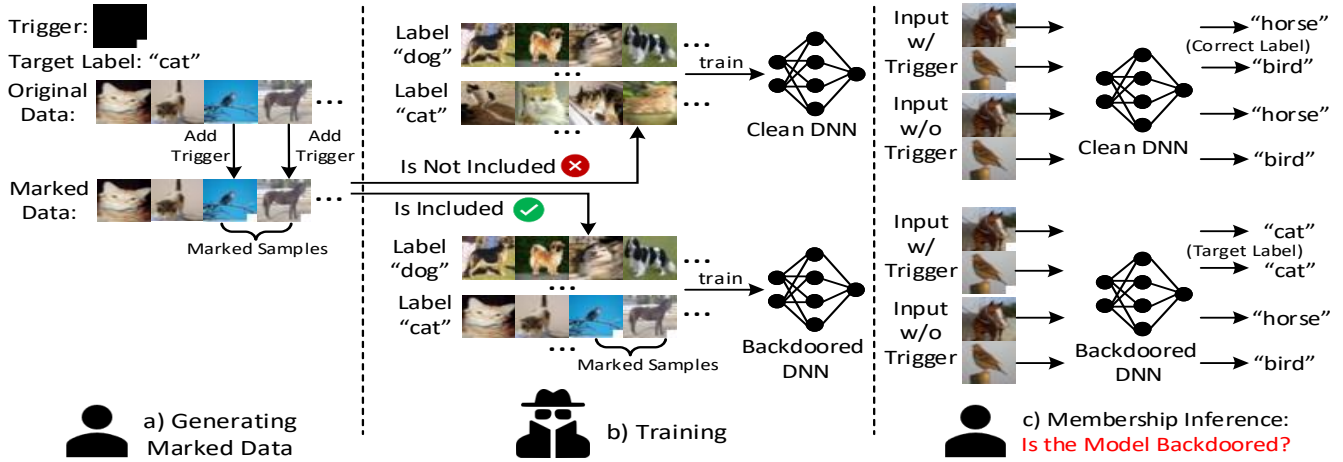 Trigger:
Target Label: "cat"
Original
Data:
...
Add
Trigger
Add
Trigger
Marked
Data:
...
Marked Samples
a) Generating
Marked Data
Label
"dog"
...
...
Label
"cat"
...
...
train
Clean DNN
Is Not Included
Is Included
Label
"dog"
...
...
Label
"cat"
...
...
Marked Samples
train
Backdoored
DNN
b) Training
Input
w/
Trigger
Input
w/o
Trigger
Clean DNN
"horse"
(Correct Label)
"bird"
"horse"
"bird"
Input
w/
Trigger
Input
w/o
Trigger
Backdoored
DNN
"cat"
(Target Label)
"cat"
"horse"
"bird"
c) Membership Inference:
Is the Model Backdoored?